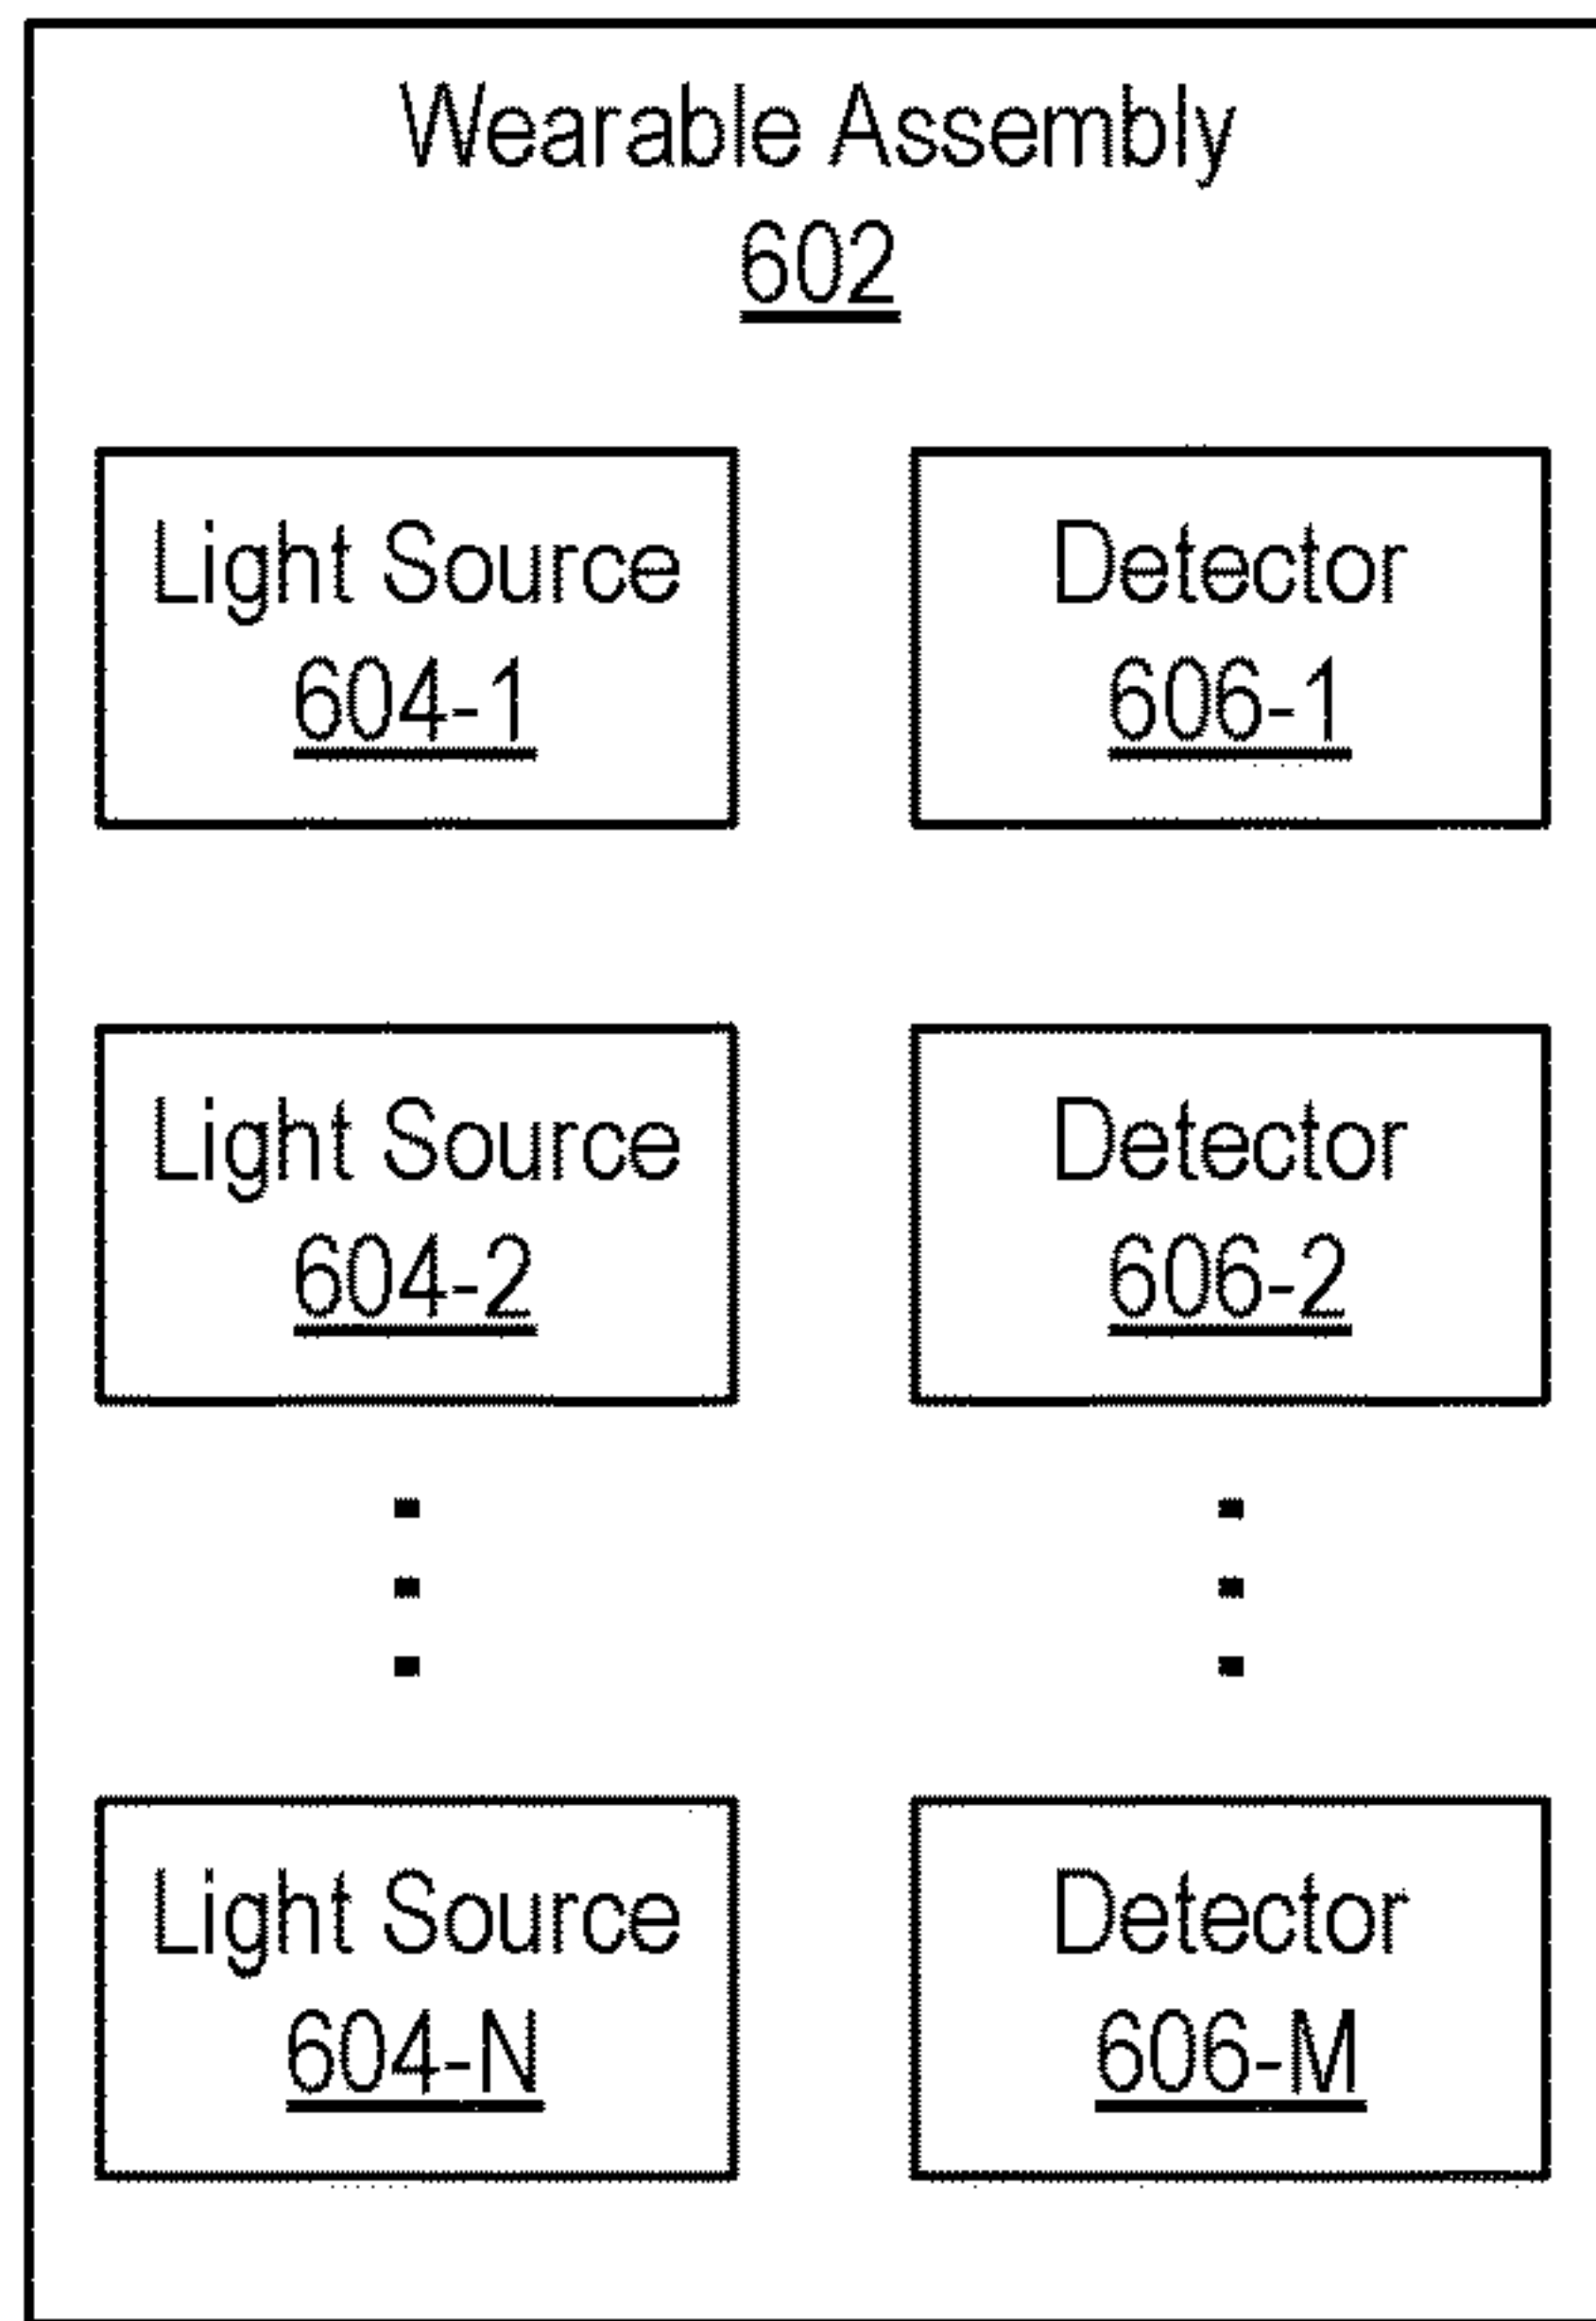 Wearable Assembly
602
Light Source
604-1
Detector
606-1
Light Source
604-2
Detector
606-2
Light Source
604-N
Detector
606-M